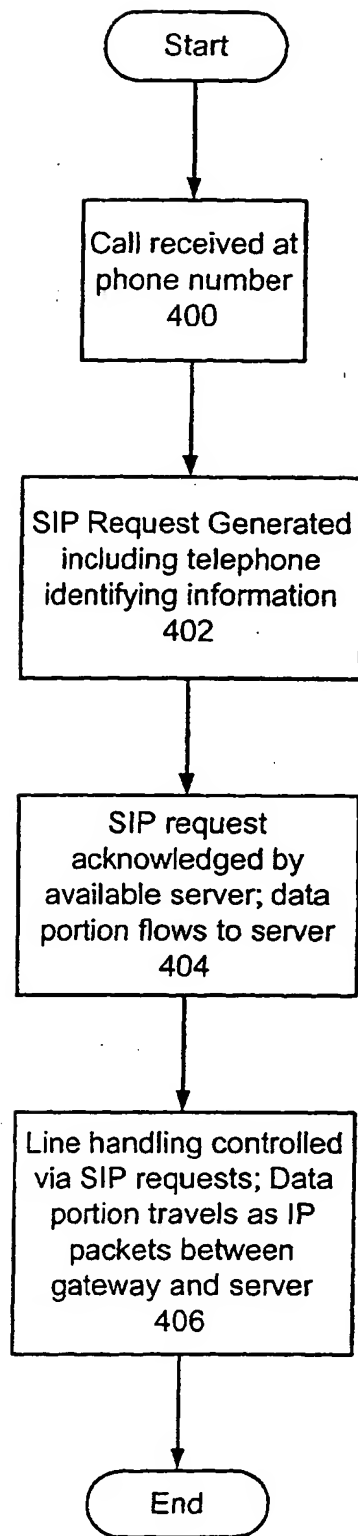 Start
Call received at
phone number
400
SIP Request Generated
including telephone
identifying information
402
SIP request
acknowledged by
available server; data
portion flows to server
404
Line handling controlled
via SIP requests; Data
portion travels as IP
packets between
gateway and server
406
End